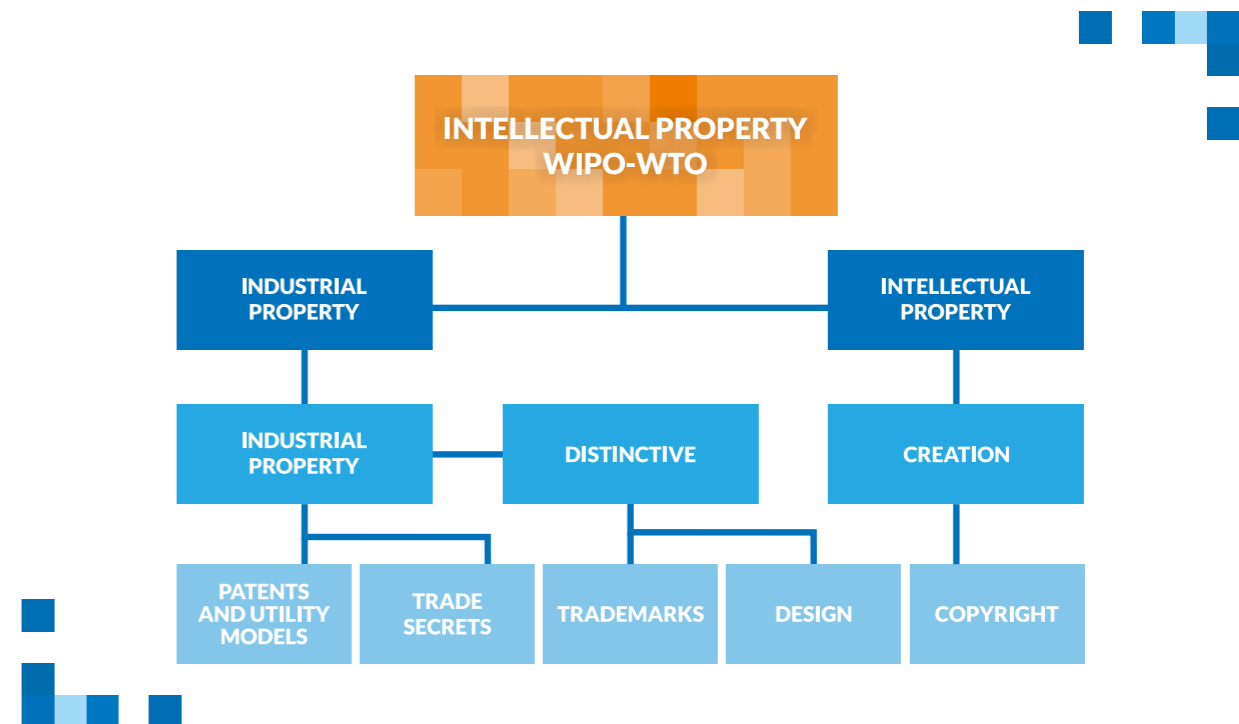 INTELLECTUAL PROPERTY
WIPO-WTO
INDUSTRIAL
PROPERTY
INTELLECTUAL
PROPERTY
INDUSTRIAL
PROPERTY
DISTINCTIVE
CREATION
PATENTS
AND UTILITY
MODELS
TRADE
SECRETS
TRADEMARKS
DESIGN
COPYRIGHT